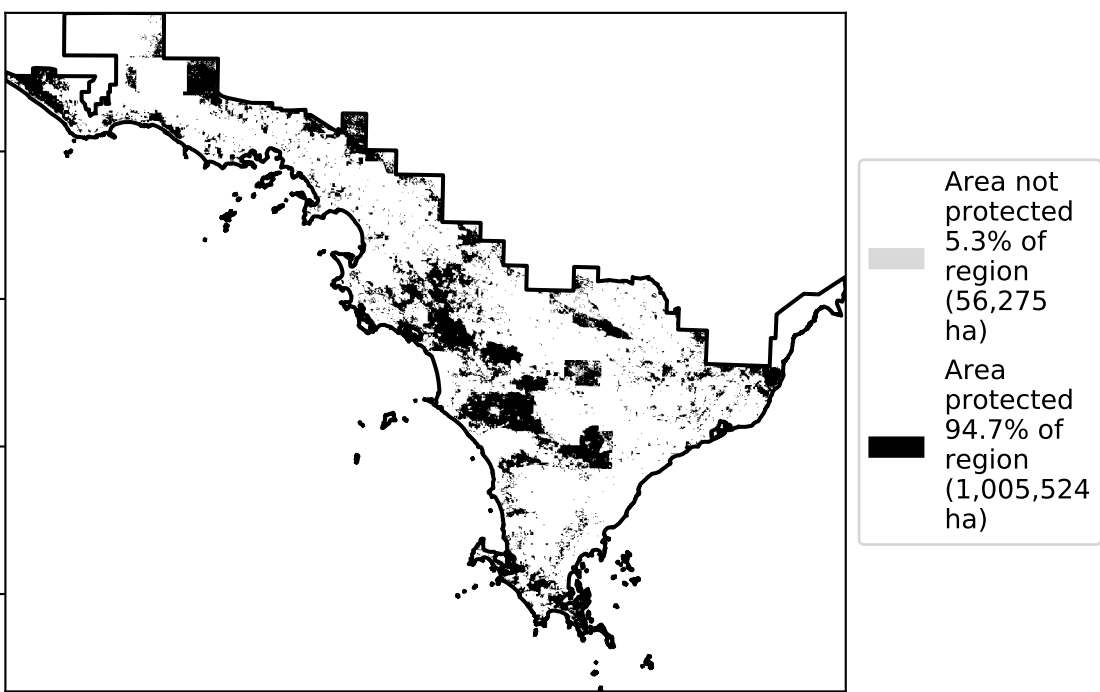 Area not
protected
5.3% of
region
(56,275
ha)
Area
protected
94.7% of
region
(1,005,524
ha)